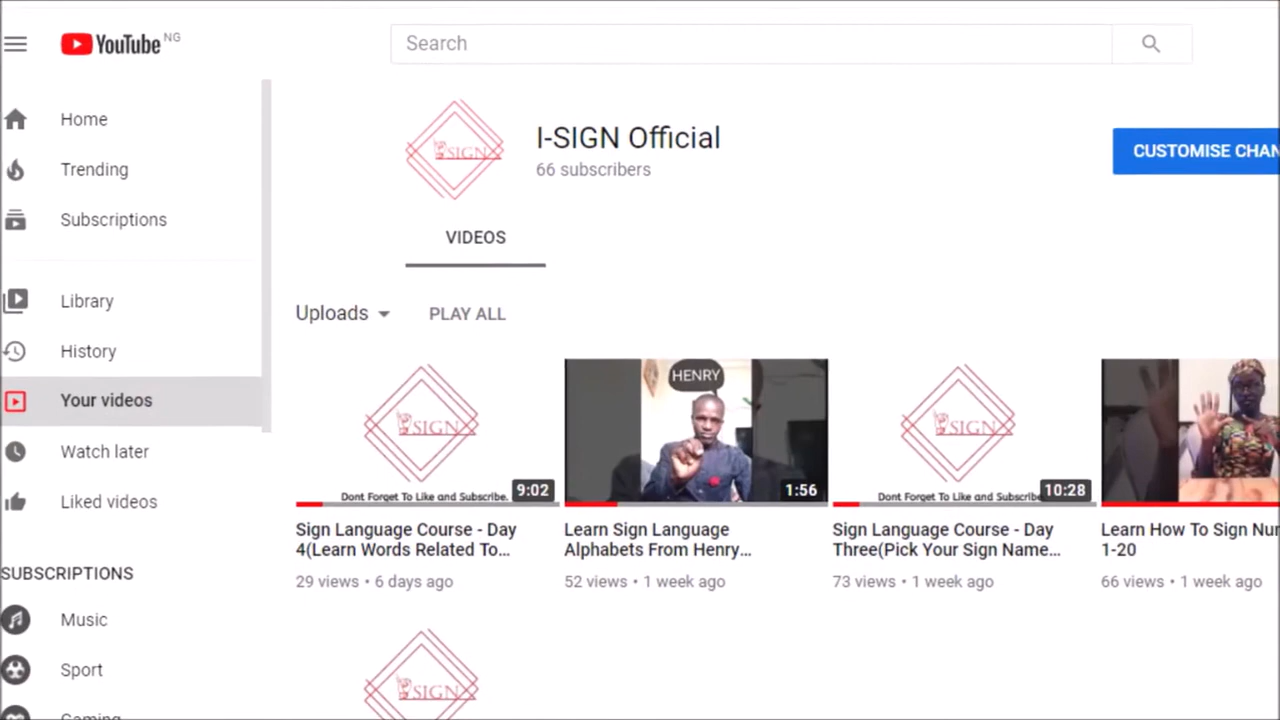 YouTube NG
Search
Home
Trending
Subscriptions
Library
History
Your videos
Watch later
Liked videos
SUBSCRIPTIONS
Music
Sport
Gaming
SIGN
I-SIGN Official
66 subscribers
CUSTOMISE CHAN
VIDEOS
Uploads
PLAY ALL
SIGN
Dont Forget To Like and Subscribe.
9:02
Sign Language Course - Day
4(Learn Words Related To...
29 views • 6 days ago
HENRY
1:56
Learn Sign Language
Alphabets From Henry...
52 views • 1 week ago
SIGN
Dont Forget To Like and Subscribe
10:28
Sign Language Course - Day
Three(Pick Your Sign Name...
73 views • 1 week ago
Learn How To Sign Nu
1-20
66 views • 1 week ago
SIGN